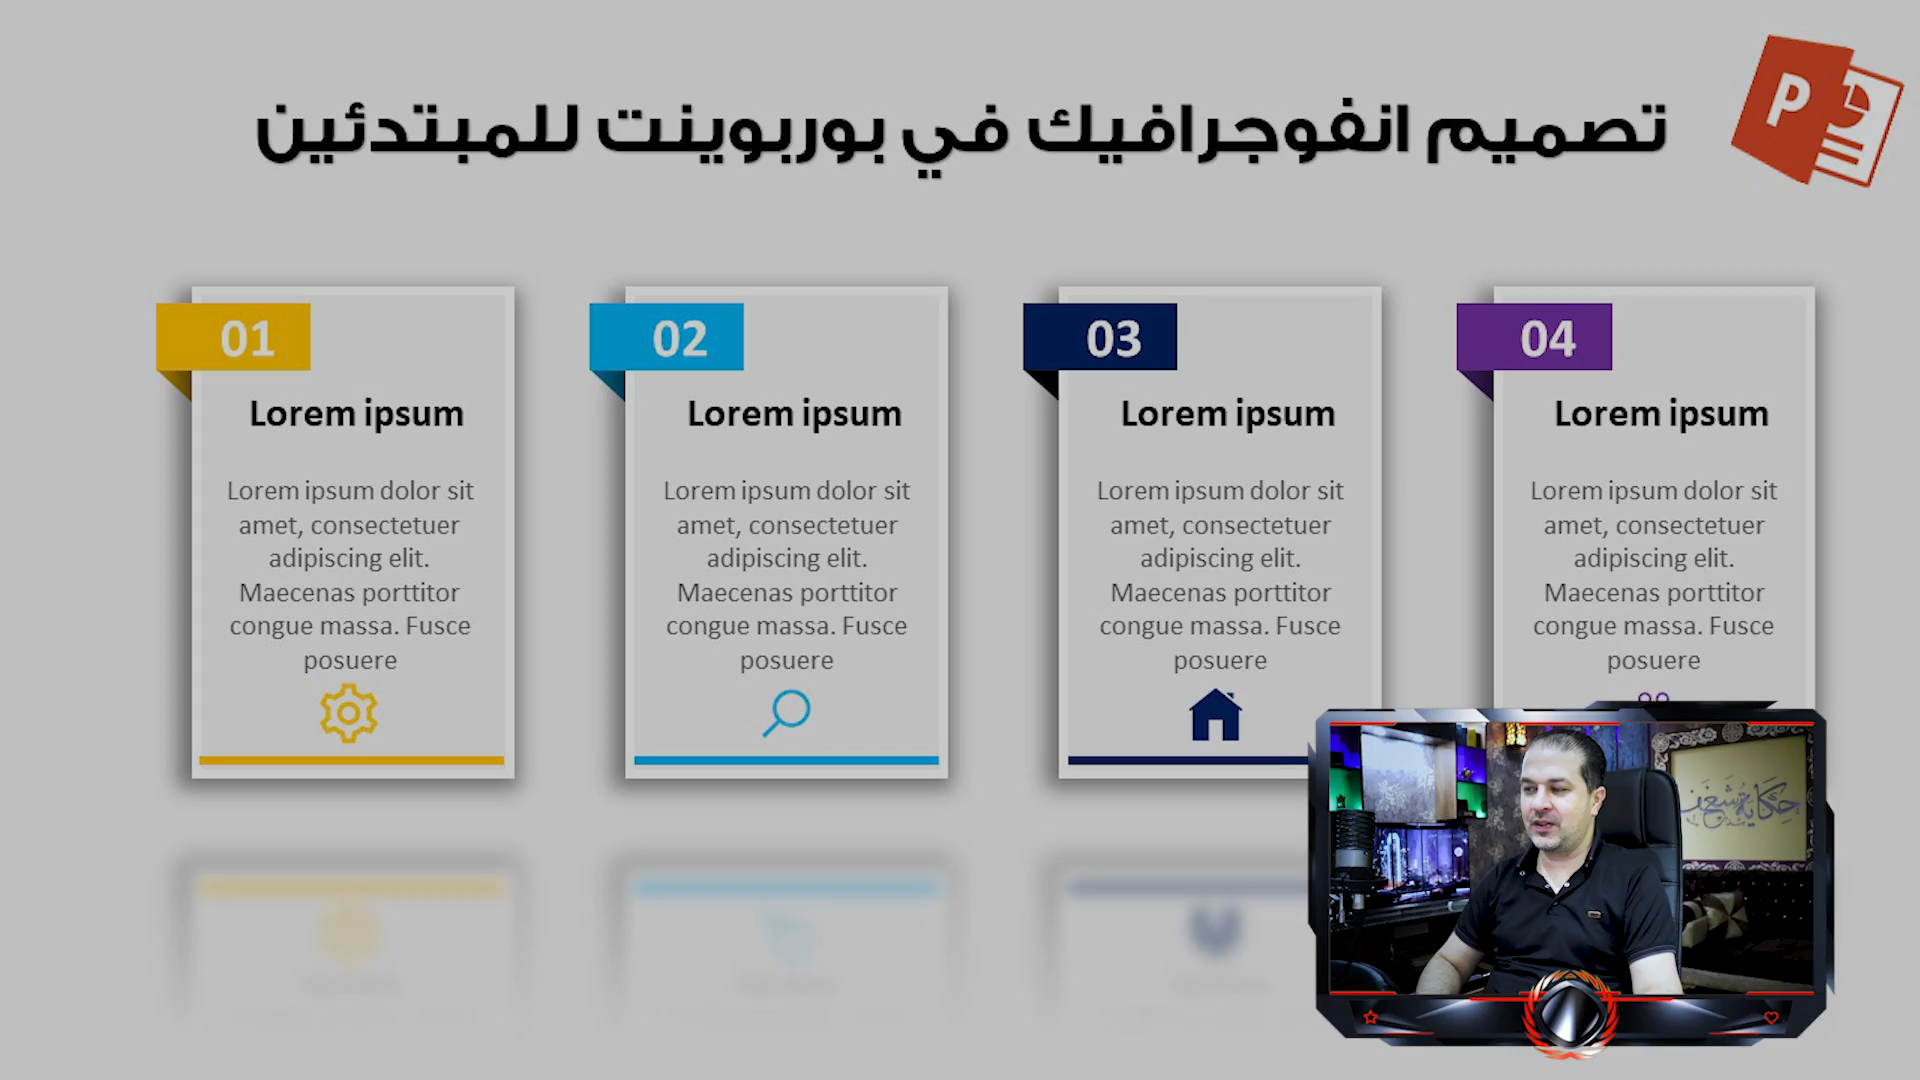 تصميم انفوجرافيك في بوربوينت للمبتدئين
P
01
Lorem ipsum
Lorem ipsum dolor sit
amet, consectetuer
adipiscing elit.
Maecenas porttitor
congue massa. Fusce
posuere
02
Lorem ipsum
Lorem ipsum dolor sit
amet, consectetuer
adipiscing elit.
Maecenas porttitor
congue massa. Fusce
posuere
03
Lorem ipsum
Lorem ipsum dolor sit
amet, consectetuer
adipiscing elit.
Maecenas porttitor
congue massa. Fusce
posuere
04
Lorem ipsum
Lorem ipsum dolor sit
amet, consectetuer
adipiscing elit.
Maecenas porttitor
congue massa. Fusce
posuere
حكاية شغف